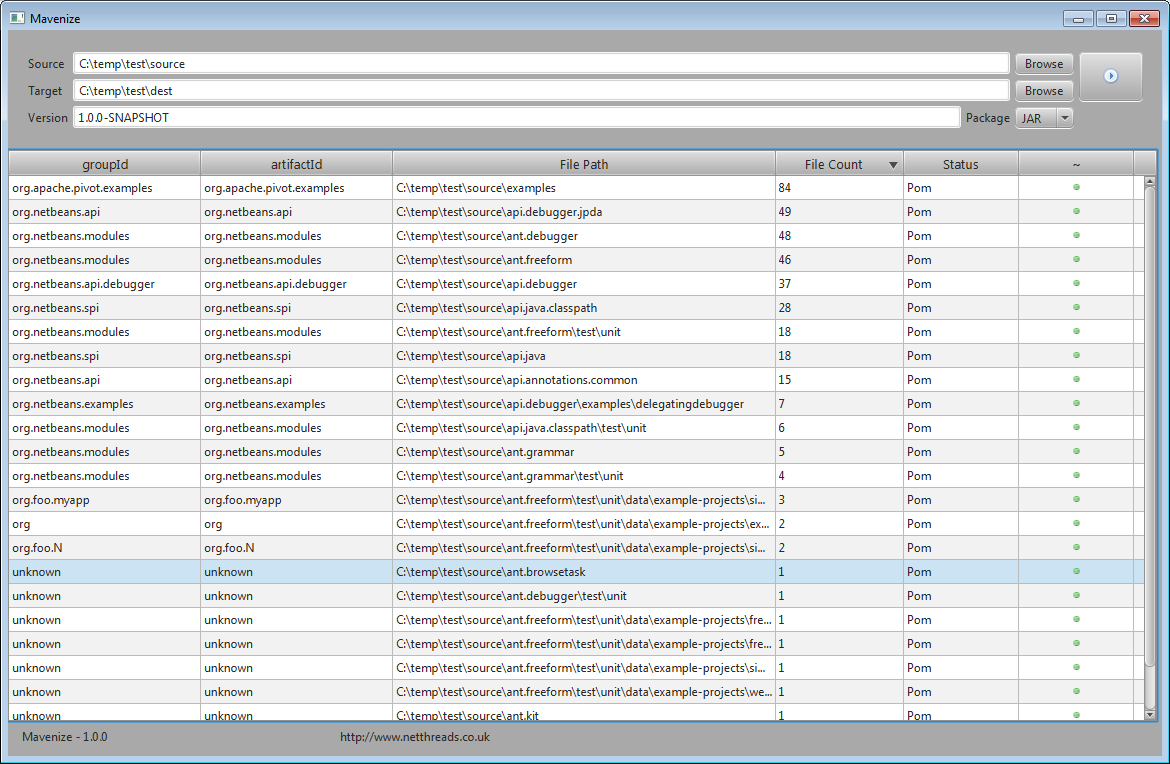 Mavenize
Source C:\temp\test\source Browse
Target C:\temp\test\dest Browse
Version 1.0.0-SNAPSHOT Package JAR
groupId artifactId File Path File Count Status ~
org.apache.pivot.examples org.apache.pivot.examples C:\temp\test\source\examples 84 Pom
org.netbeans.api org.netbeans.api C:\temp\test\source\api.debugger.jpda 49 Pom
org.netbeans.modules org.netbeans.modules C:\temp\test\source\ant.debugger 48 Pom
org.netbeans.modules org.netbeans.modules C:\temp\test\source\ant.freeform 46 Pom
org.netbeans.api.debugger org.netbeans.api.debugger C:\temp\test\source\api.debugger 37 Pom
org.netbeans.spi org.netbeans.spi C:\temp\test\source\api.java.classpath 28 Pom
org.netbeans.modules org.netbeans.modules C:\temp\test\source\ant.freeform\test\unit 18 Pom
org.netbeans.spi org.netbeans.spi C:\temp\test\source\api.java 18 Pom
org.netbeans.api org.netbeans.api C:\temp\test\source\api.annotations.common 15 Pom
org.netbeans.examples org.netbeans.examples C:\temp\test\source\api.debugger\examples\delegatingdebugger 7 Pom
org.netbeans.modules org.netbeans.modules C:\temp\test\source\api.java.classpath\test\unit 6 Pom
org.netbeans.modules org.netbeans.modules C:\temp\test\source\ant.grammar 5 Pom
org.netbeans.modules org.netbeans.modules C:\temp\test\source\ant.grammar\test\unit 4 Pom
org.foo.myapp org.foo.myapp C:\temp\test\source\ant.freeform\test\unit\data\example-projects\si... 3 Pom
org org C:\temp\test\source\ant.freeform\test\unit\data\example-projects\ex... 2 Pom
org.foo.N org.foo.N C:\temp\test\source\ant.freeform\test\unit\data\example-projects\si... 2 Pom
unknown unknown C:\temp\test\source\ant.browsetask 1 Pom
unknown unknown C:\temp\test\source\ant.debugger\test\unit 1 Pom
unknown unknown C:\temp\test\source\ant.freeform\test\unit\data\example-projects\fre... 1 Pom
unknown unknown C:\temp\test\source\ant.freeform\test\unit\data\example-projects\fre... 1 Pom
unknown unknown C:\temp\test\source\ant.freeform\test\unit\data\example-projects\si... 1 Pom
unknown unknown C:\temp\test\source\ant.freeform\test\unit\data\example-projects\we... 1 Pom
unknown unknown C:\temp\test\source\ant.kit 1 Pom
Mavenize - 1.0.0 http://www.netthreads.co.uk